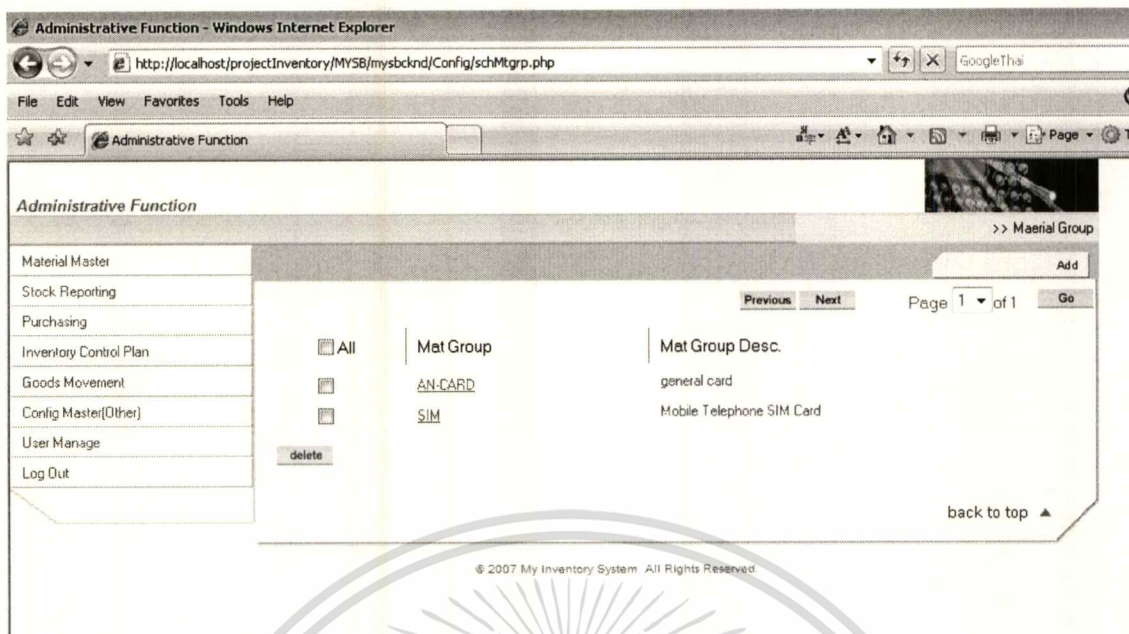 Administrative Function - Windows Internet Explorer
http://localhost/projectInventory/MYSB/mysbcknd/Config/schMtgrp.php
GoogleThai
File Edit View Favorites Tools Help
Administrative Function
Page
Administrative Function
>> Maerial Group
Material Master
Add
Stock Reporting
Previous Next Page 1 of 1 Go
Purchasing
Inventory Control Plan
All Mat Group Mat Group Desc.
Goods Movement
AN-CARD general card
Config Master(Other)
SIM Mobile Telephone SIM Card
User Manage
delete
Log Out
back to top ▲
© 2007 My Inventory System. All Rights Reserved.